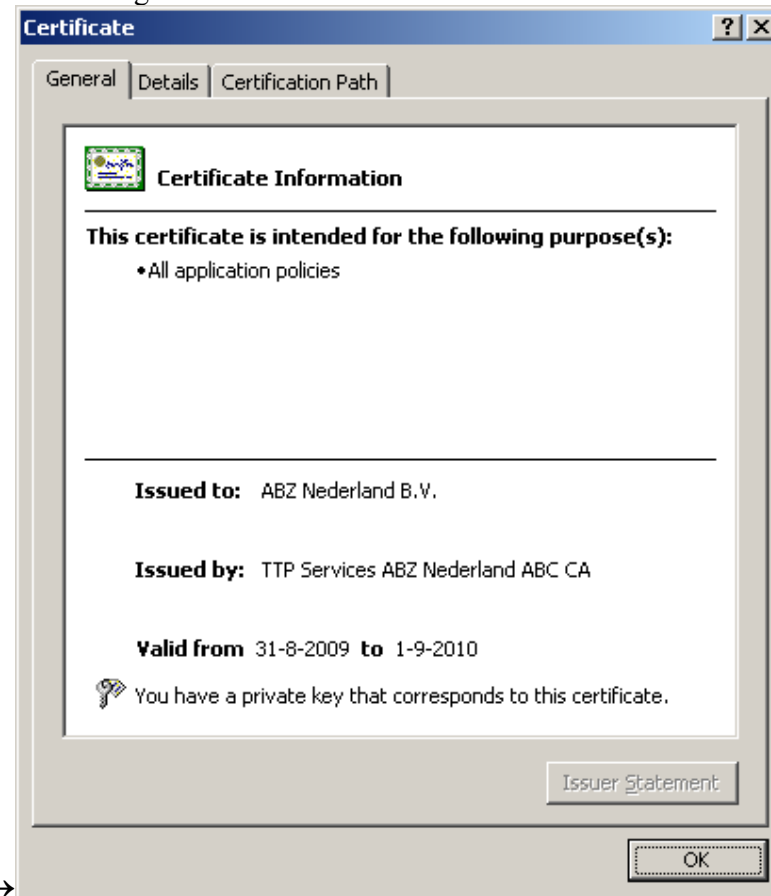 Certificate
General Details Certification Path
Certificate Information
This certificate is intended for the following purpose(s):
•All application policies
Issued to: ABZ Nederland B.V.
Issued by: TTP Services ABZ Nederland ABC CA
Valid from 31-8-2009 to 1-9-2010
You have a private key that corresponds to this certificate.
Issuer Statement
OK